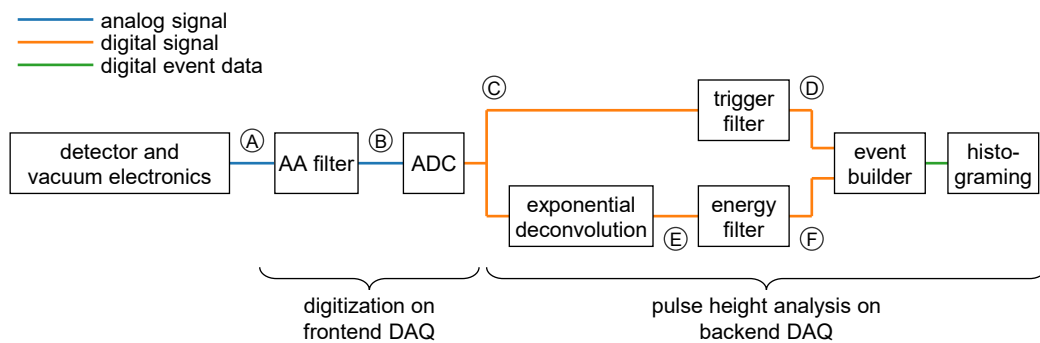 analog signal
digital signal
digital event data
Ⓐ
Ⓑ
Ⓒ
Ⓓ
detector and
vacuum electronics
AA filter
ADC
trigger
filter
event
builder
histo-
graming
exponential
deconvolution
Ⓔ
energy
filter
Ⓕ
digitization on
frontend DAQ
pulse height analysis on
backend DAQ